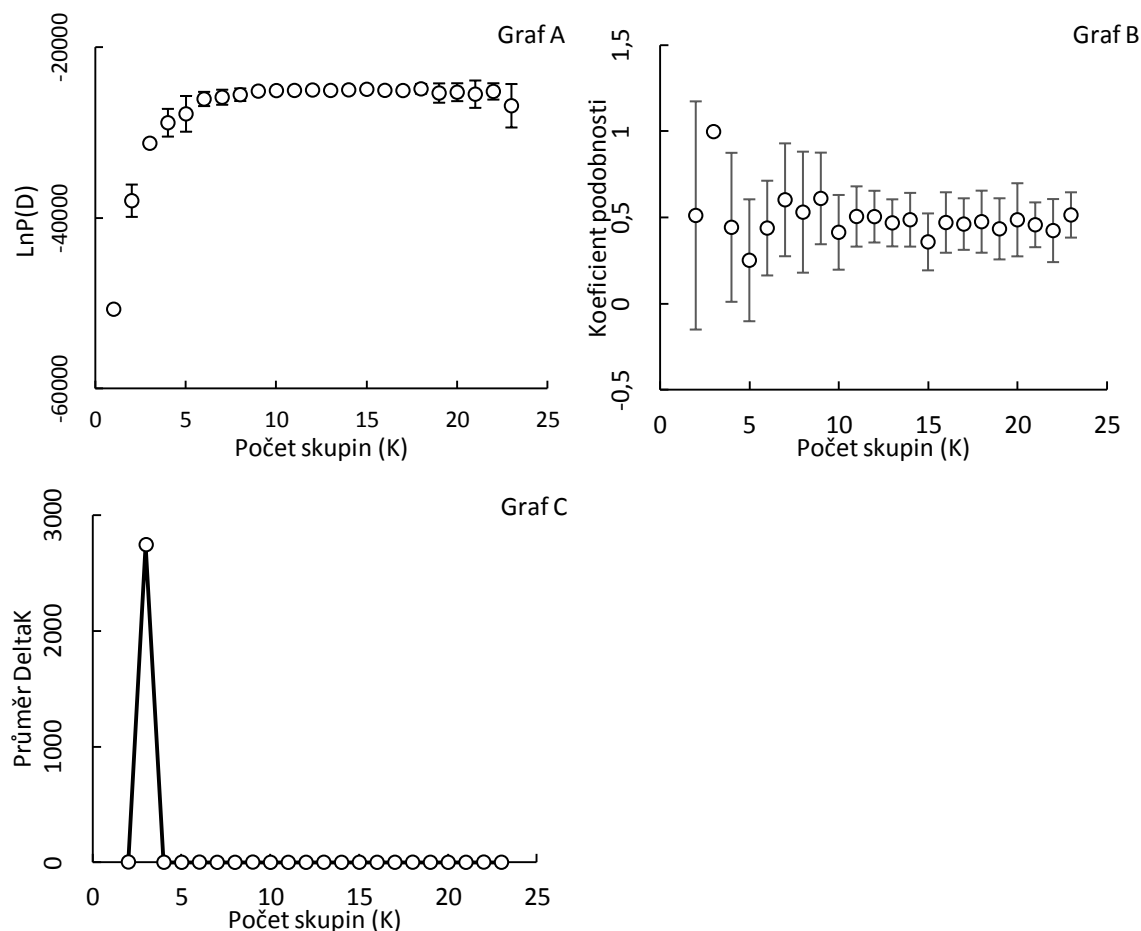 Graf A
-20000
-40000
-60000
LnP(D)
0 5 10 15 20 25
Počet skupin (K)
Graf B
1,5
1
0,5
0
-0,5
Koeficient podobnosti
0 5 10 15 20 25
Počet skupin (K)
Graf C
3000
2000
1000
0
Průměr DeltaK
0 5 10 15 20 25
Počet skupin (K)